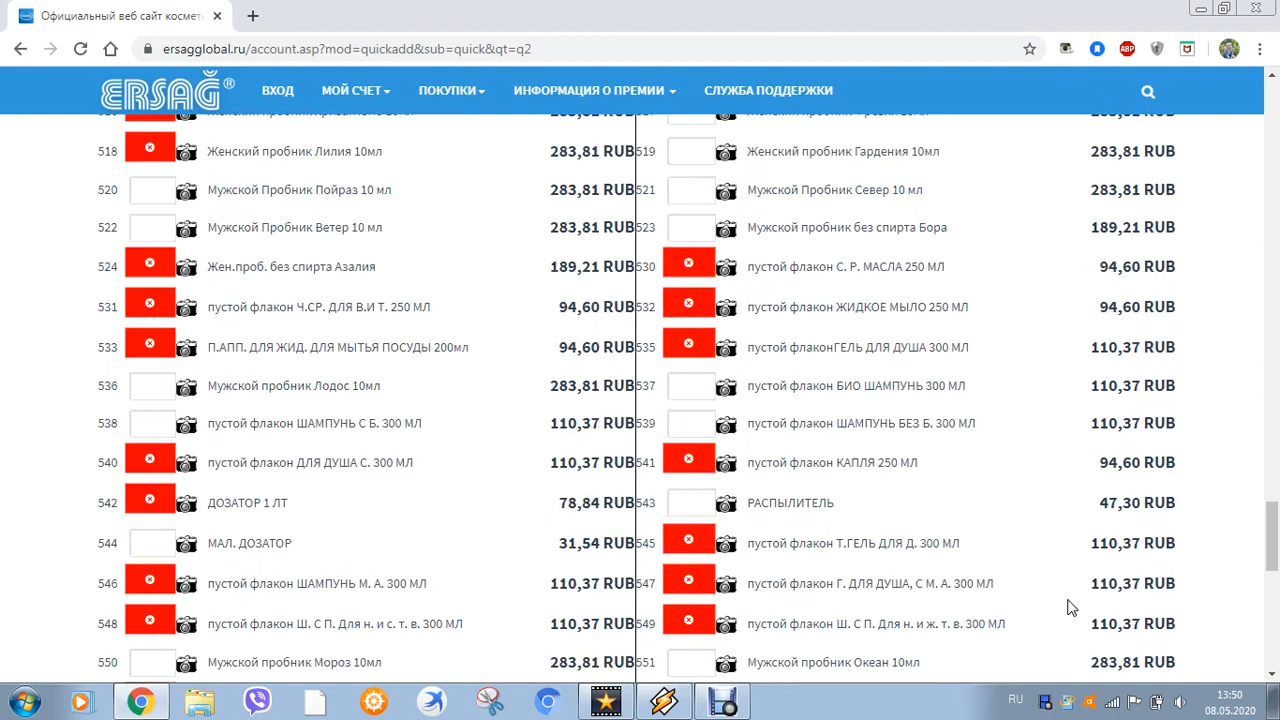 Официальный веб сайт космет
ersagglobal.ru/account.asp?mod=quickadd&sub=quick&qt=q2
ABP
ERSAĞ®
ВХОД
МОЙ СЧЕТ
ПОКУПКИ
ИНФОРМАЦИЯ О ПРЕМИИ
СЛУЖБА ПОДДЕРЖКИ
518 Женский пробник Лилия 10мл 283,81 RUB
519 Женский пробник Гардения 10мл 283,81 RUB
520 Мужской Пробник Пойраз 10 мл 283,81 RUB
521 Мужской Пробник Север 10 мл 283,81 RUB
522 Мужской Пробник Ветер 10 мл 283,81 RUB
523 Мужской пробник без спирта Бора 189,21 RUB
524 Жен.проб. без спирта Азалия 189,21 RUB
530 пустой флакон С. Р. МАСЛА 250 МЛ 94,60 RUB
531 пустой флакон Ч.СР. ДЛЯ В.И Т. 250 МЛ 94,60 RUB
532 пустой флакон ЖИДКОЕ МЫЛО 250 МЛ 94,60 RUB
533 П.АПП. ДЛЯ ЖИД. ДЛЯ МЫТЬЯ ПОСУДЫ 200мл 94,60 RUB
535 пустой флаконГЕЛЬ ДЛЯ ДУША 300 МЛ 110,37 RUB
536 Мужской пробник Лодос 10мл 283,81 RUB
537 пустой флакон БИО ШАМПУНЬ 300 МЛ 110,37 RUB
538 пустой флакон ШАМПУНЬ С Б. 300 МЛ 110,37 RUB
539 пустой флакон ШАМПУНЬ БЕЗ Б. 300 МЛ 110,37 RUB
540 пустой флакон ДЛЯ ДУША С. 300 МЛ 110,37 RUB
541 пустой флакон КАПЛЯ 250 МЛ 94,60 RUB
542 ДОЗАТОР 1 ЛТ 78,84 RUB
543 РАСПЫЛИТЕЛЬ 47,30 RUB
544 МАЛ. ДОЗАТОР 31,54 RUB
545 пустой флакон Т.ГЕЛЬ ДЛЯ Д. 300 МЛ 110,37 RUB
546 пустой флакон ШАМПУНЬ М. А. 300 МЛ 110,37 RUB
547 пустой флакон Г. ДЛЯ ДУША, С М. А. 300 МЛ 110,37 RUB
548 пустой флакон Ш. С П. Для н. и с. т. в. 300 МЛ 110,37 RUB
549 пустой флакон Ш. С П. Для н. и ж. т. в. 300 МЛ 110,37 RUB
550 Мужской пробник Мороз 10мл 283,81 RUB
551 Мужской пробник Океан 10мл 283,81 RUB
RU
13:50
08.05.2020